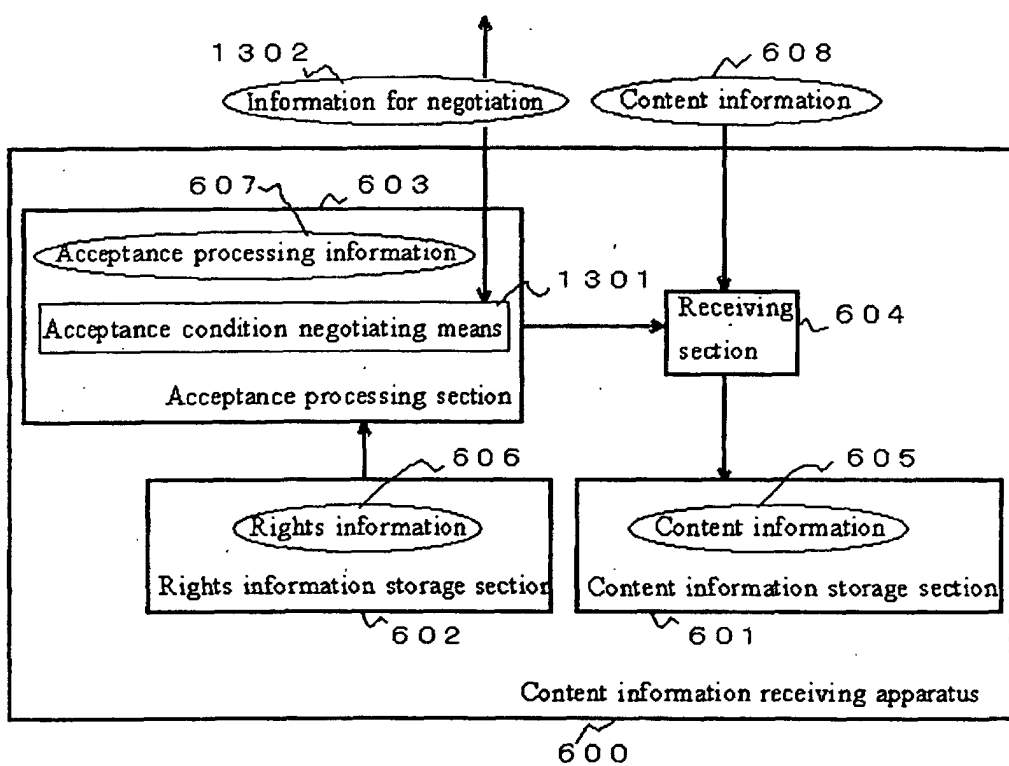 1302
608
Information for negotiation
Content information
607
603
Acceptance processing information
1301
Acceptance condition negotiating means
Receiving
section
604
Acceptance processing section
606
605
Rights information
Content information
Rights information storage section
Content information storage section
602
601
Content information receiving apparatus
600